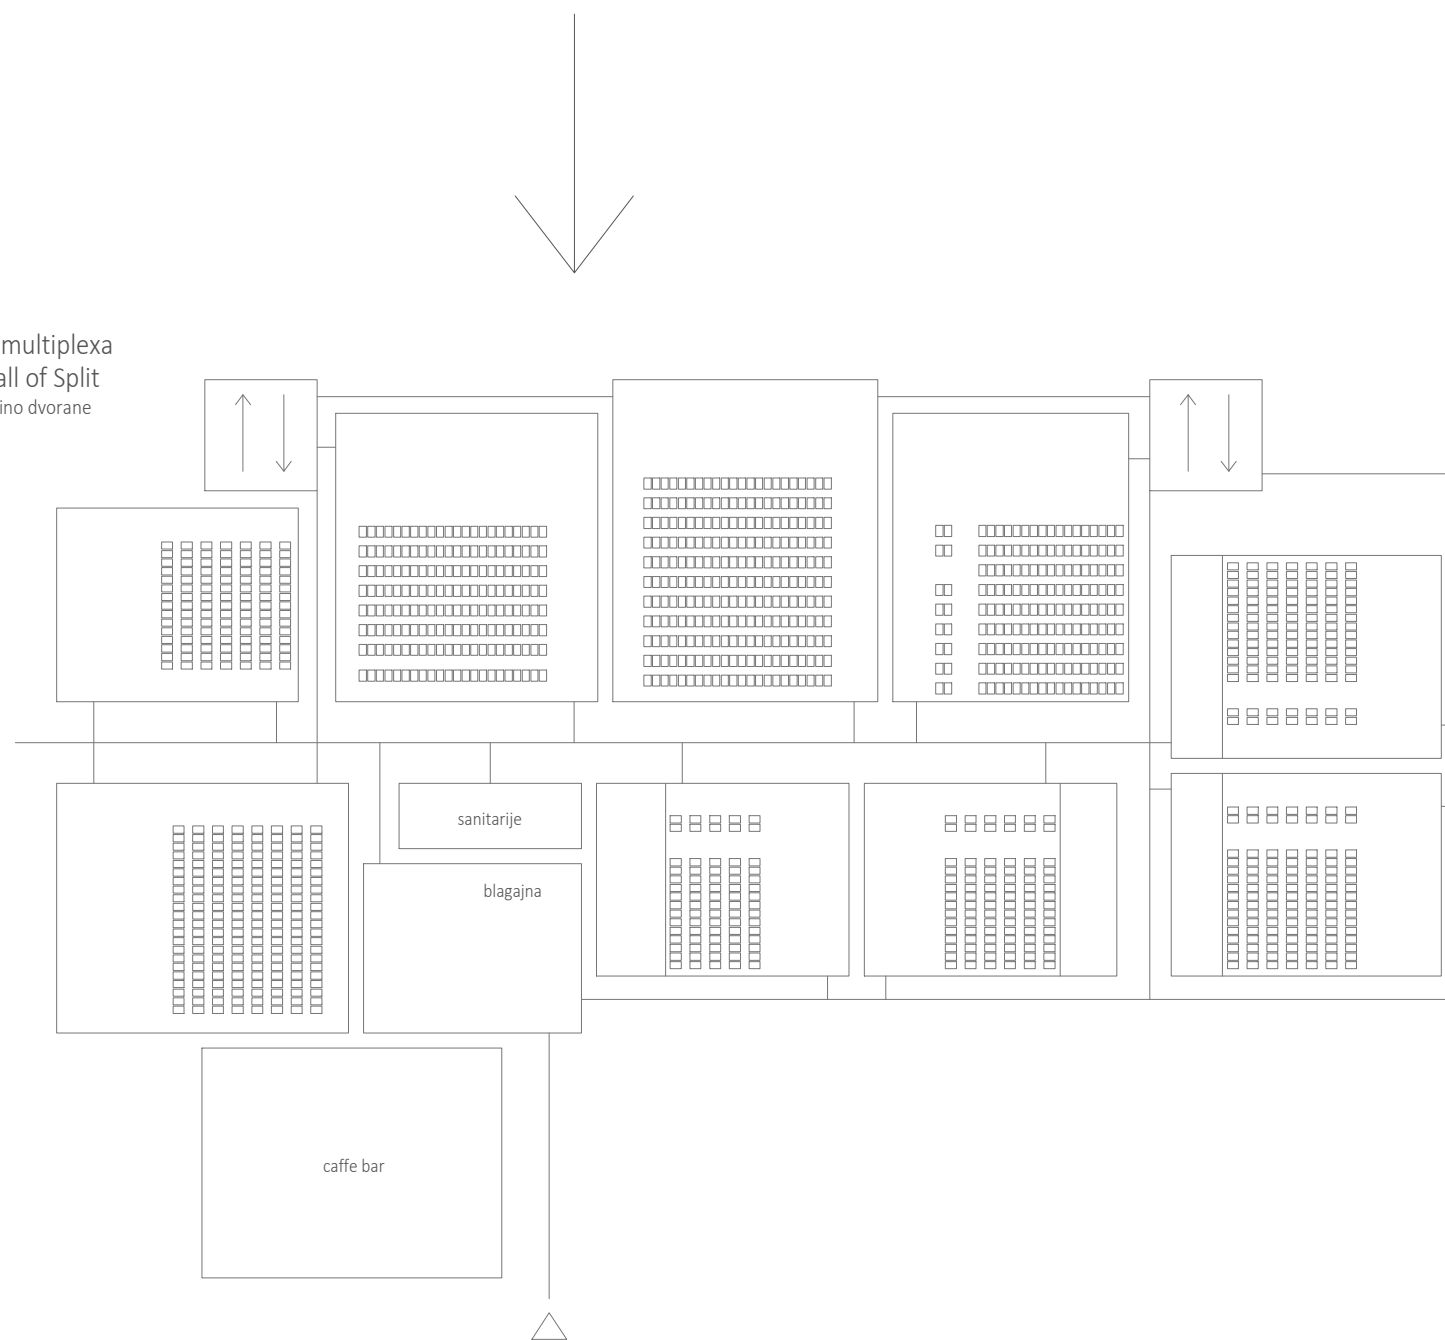 multiplexa
all of Split
ino dvorane
sanitarije
blagajna
caffe bar